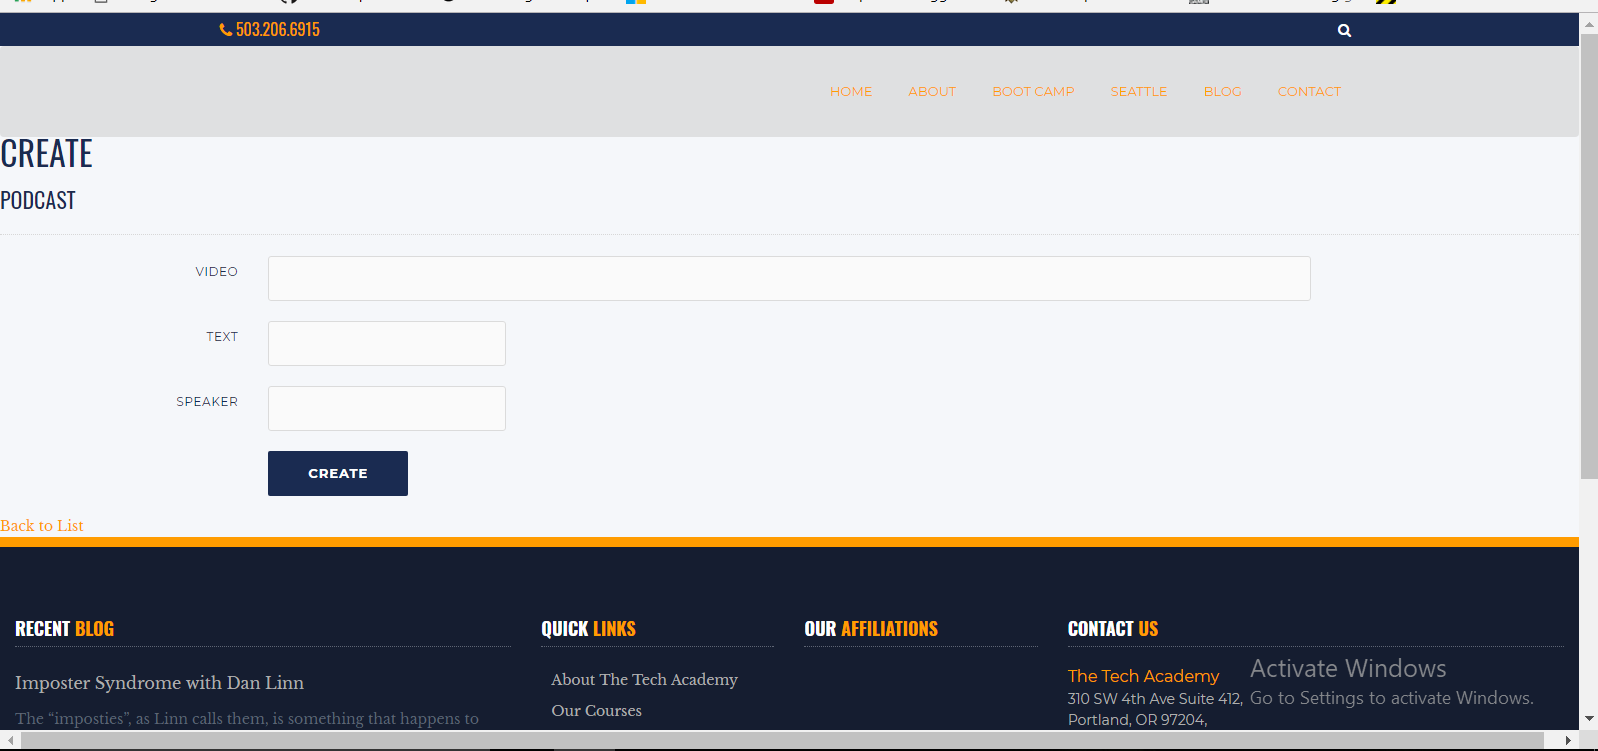 503.206.6915
HOME ABOUT BOOT CAMP SEATTLE BLOG CONTACT
CREATE
PODCAST
VIDEO
TEXT
SPEAKER
CREATE
Back to List
RECENT BLOG
Imposter Syndrome with Dan Linn
The “imposties”, as Linn calls them, is something that happens to
QUICK LINKS
About The Tech Academy
Our Courses
OUR AFFILIATIONS
CONTACT US
The Tech Academy
310 SW 4th Ave Suite 412,
Portland, OR 97204,
Activate Windows
Go to Settings to activate Windows.